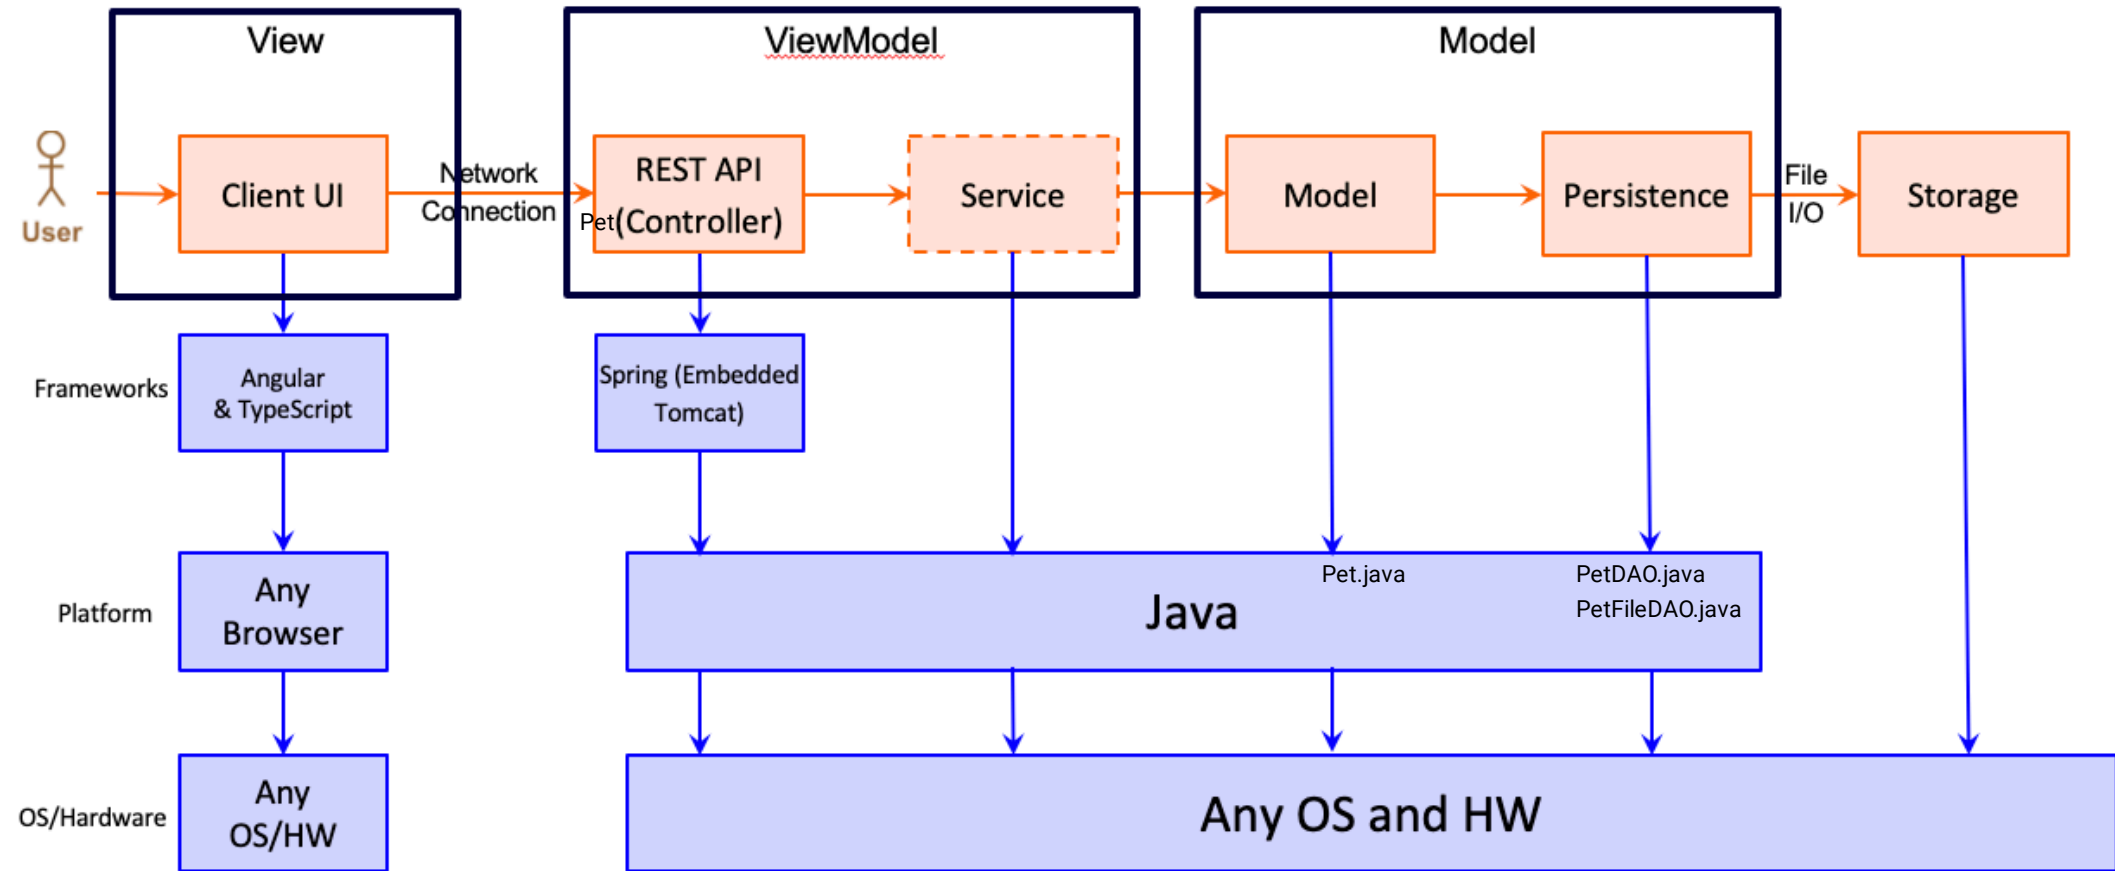 View
ViewModel
Model
User
Client UI
Network
Connection
REST API
Pet(Controller)
Service
Model
Persistence
File
I/O
Storage
Frameworks
Angular
& TypeScript
Spring (Embedded
Tomcat)
Platform
Any
Browser
Java
Pet.java
PetDAO.java
PetFileDAO.java
OS/Hardware
Any
OS/HW
Any OS and HW